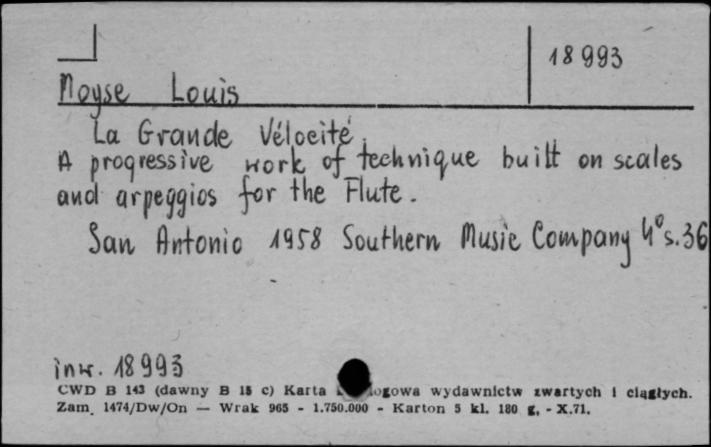 18993
Moyse Louis
La Grande Vélocité.
A progressive work of technique built on scales
and arpeggios for the Flute.
San Antonio 1958 Southern Music Company 4° s. 36
inw. 18993
CWD B 143 (dawny B 15 c) Karta logowa wydawnictw zwartych i ciągłych.
Zam. 1474/Dw/On — Wrak 965 - 1.750.000 - Karton 5 kl. 180 g, - X.71.